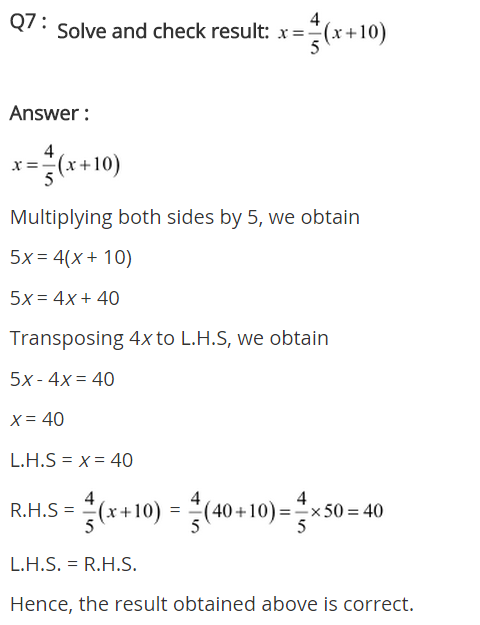 Q7 : Solve and check result: x = 4/5 (x + 10)
Answer :
x = 4/5 (x + 10)
Multiplying both sides by 5, we obtain
5x = 4(x + 10)
5x = 4x + 40
Transposing 4x to L.H.S, we obtain
5x - 4x = 40
x = 40
L.H.S = x = 40
R.H.S = 4/5 (x + 10) = 4/5 (40 + 10) = 4/5 × 50 = 40
L.H.S. = R.H.S.
Hence, the result obtained above is correct.